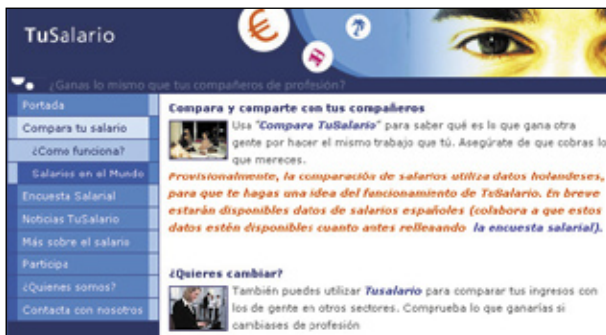 TuSalario
¿Ganas lo mismo que tus compañeros de profesión?
Portada
Compara tu salario
¿Como funciona?
Salarios en el Mundo
Encuesta Salarial
Noticias TuSalario
Más sobre el salario
Participa
¿Quienes somos?
Contacta con nosotros
Compara y comparte con tus compañeros
Usa "Compara TuSalario" para saber qué es lo que gana otra
gente por hacer el mismo trabajo que tú. Asegúrate de que cobras lo
que mereces.
Provisionalmente, la comparación de salarios utiliza datos holandeses,
para que te hagas una idea del funcionamiento de TuSalario. En breve
estarán disponibles datos de salarios españoles (colabora a que estos
datos estén disponibles cuanto antes rellenando la encuesta salarial).
¿Quieres cambiar?
También puedes utilizar Tusalario para comparar tus ingresos con
los de gente en otros sectores. Comprueba lo que ganarías si
cambiases de profesión